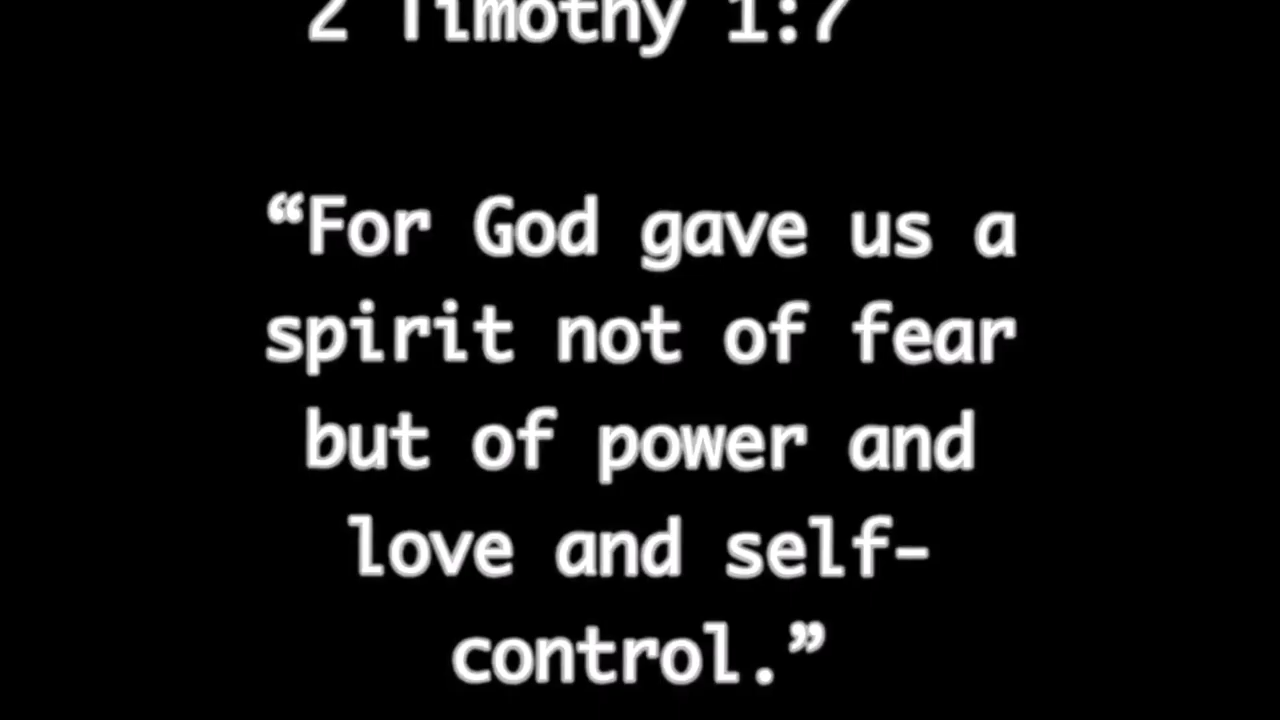 2 Timothy 1:7
“For God gave us a
spirit not of fear
but of power and
love and self-
control.”